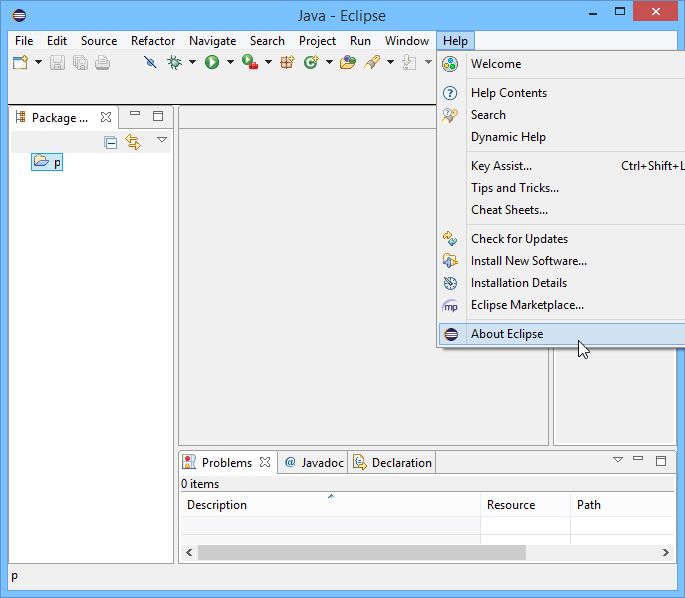 Java - Eclipse
File Edit Source Refactor Navigate Search Project Run Window Help
Welcome
Help Contents
Search
Dynamic Help
Key Assist... Ctrl+Shift+L
Tips and Tricks...
Cheat Sheets...
Check for Updates
Install New Software...
Installation Details
mp Eclipse Marketplace...
About Eclipse
Package ...
p
Problems @ Javadoc Declaration
0 items
Description Resource Path
p